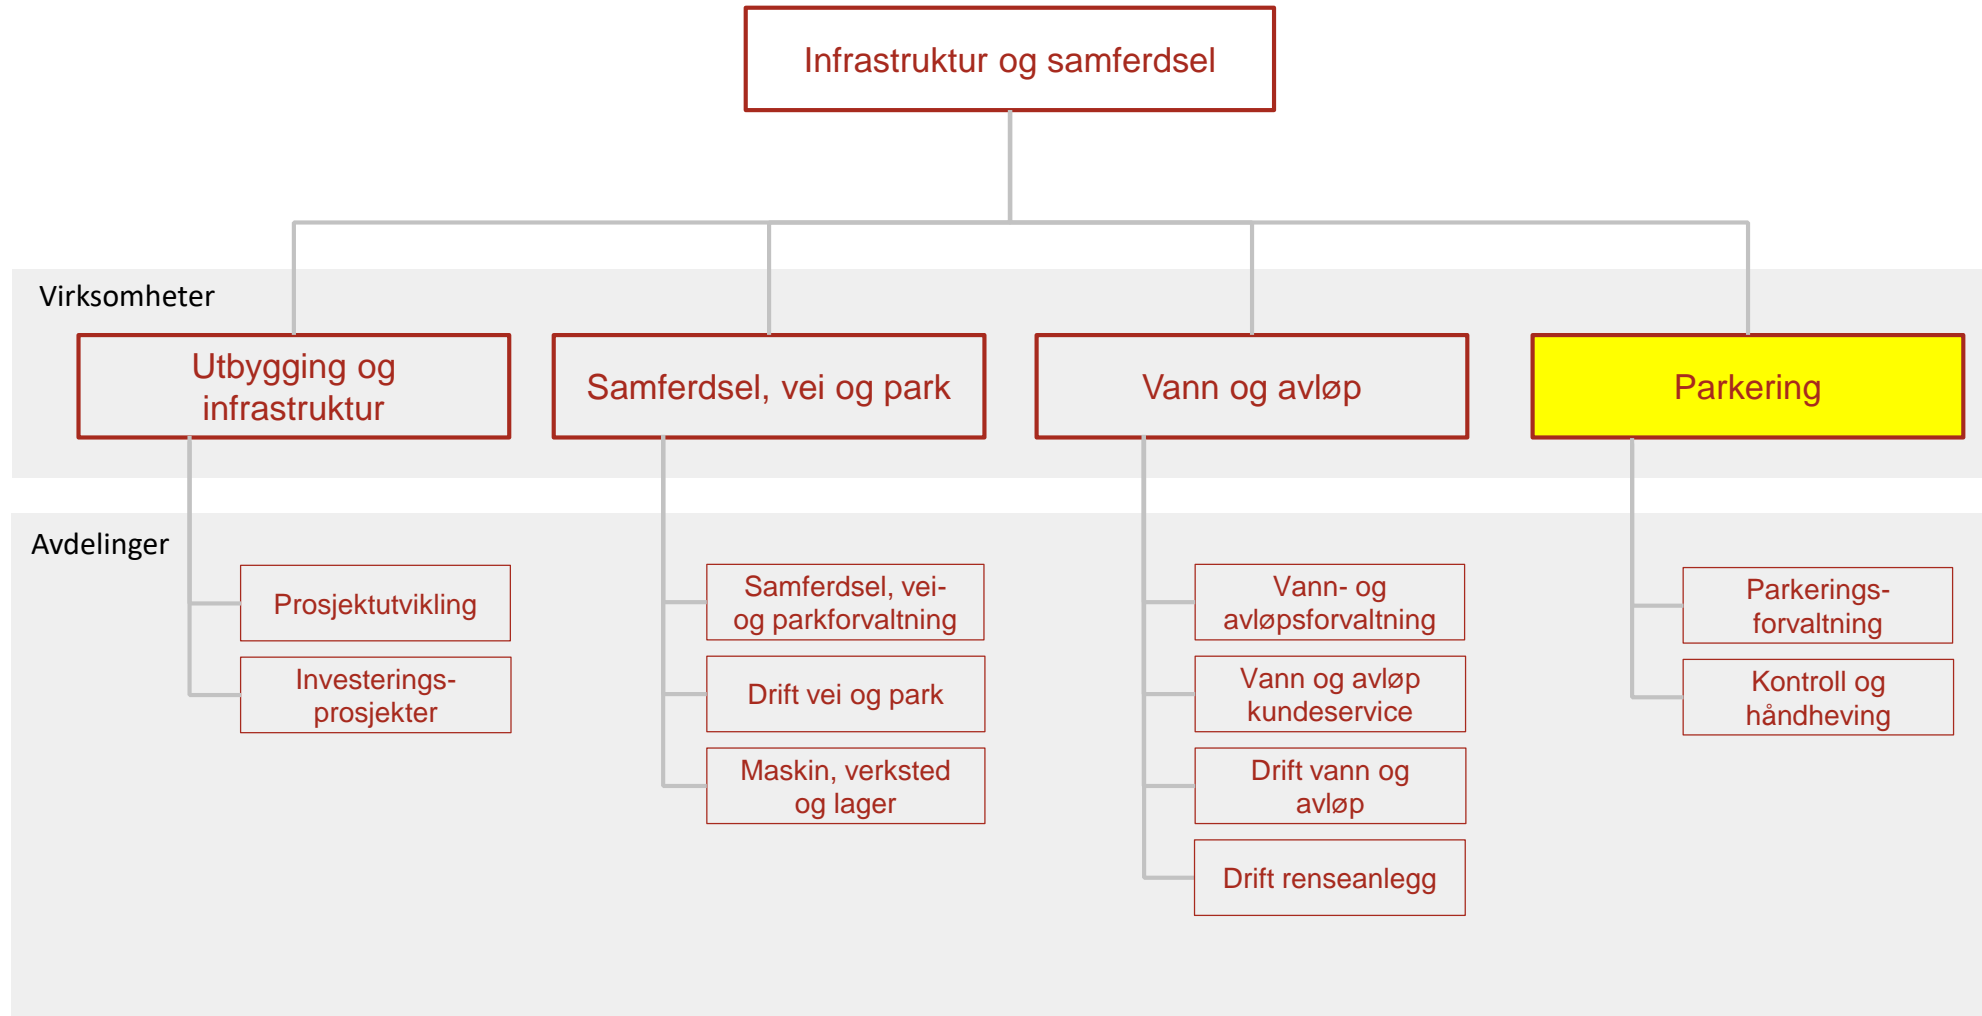 Infrastruktur og samferdsel
Virksomheter
Utbygging og
infrastruktur
Samferdsel, vei og park
Vann og avløp
Parkering
Avdelinger
Prosjektutvikling
Investerings-
prosjekter
Samferdsel, vei-
og parkforvaltning
Drift vei og park
Maskin, verksted
og lager
Vann- og
avløpsforvaltning
Vann og avløp
kundeservice
Drift vann og
avløp
Drift renseanlegg
Parkerings-
forvaltning
Kontroll og
håndheving